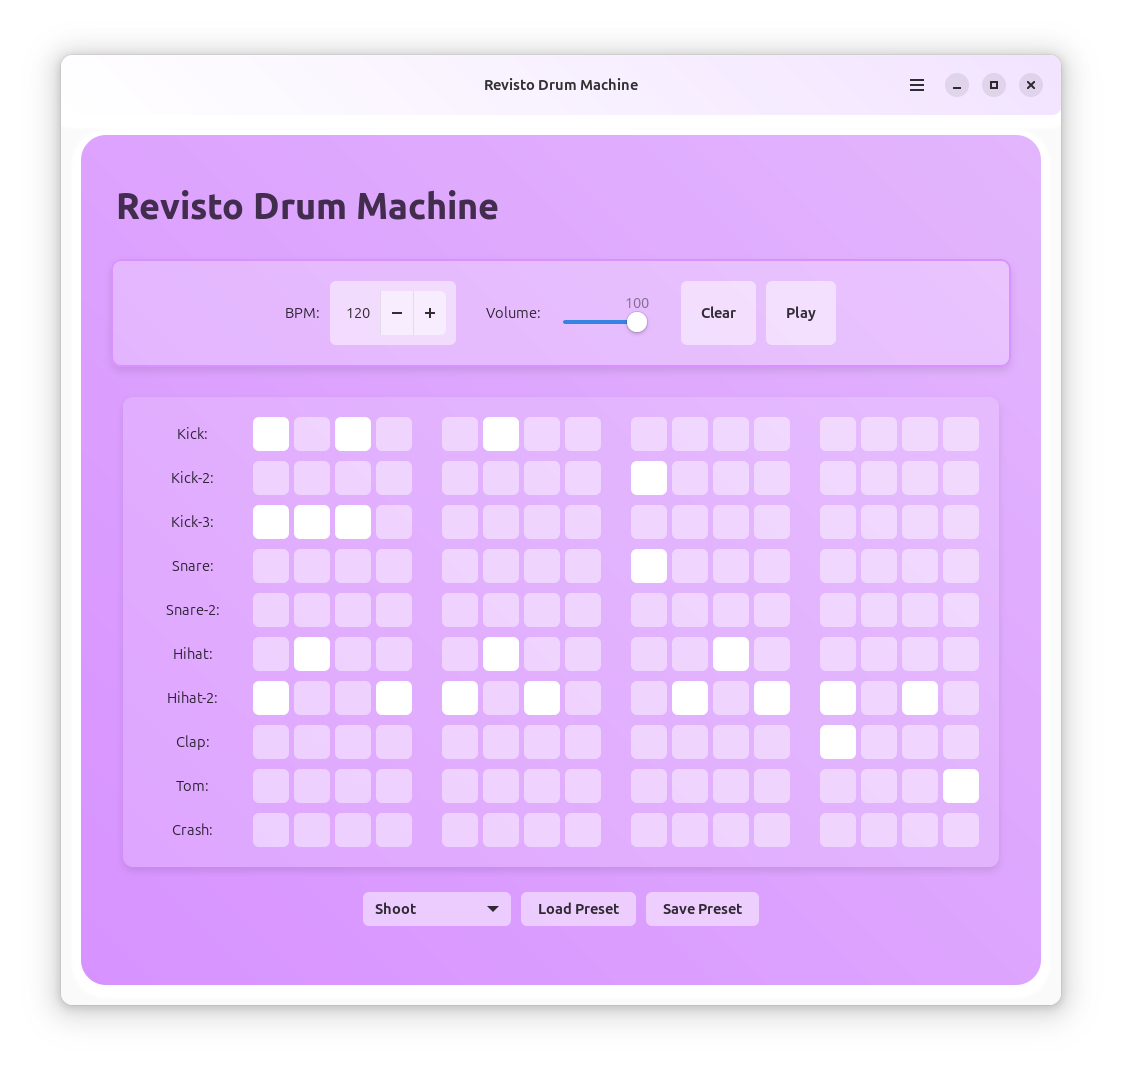 Revisto Drum Machine
Revisto Drum Machine
BPM: 120 − + Volume: 100 Clear Play
Kick:
Kick-2:
Kick-3:
Snare:
Snare-2:
Hihat:
Hihat-2:
Clap:
Tom:
Crash:
Shoot Load Preset Save Preset